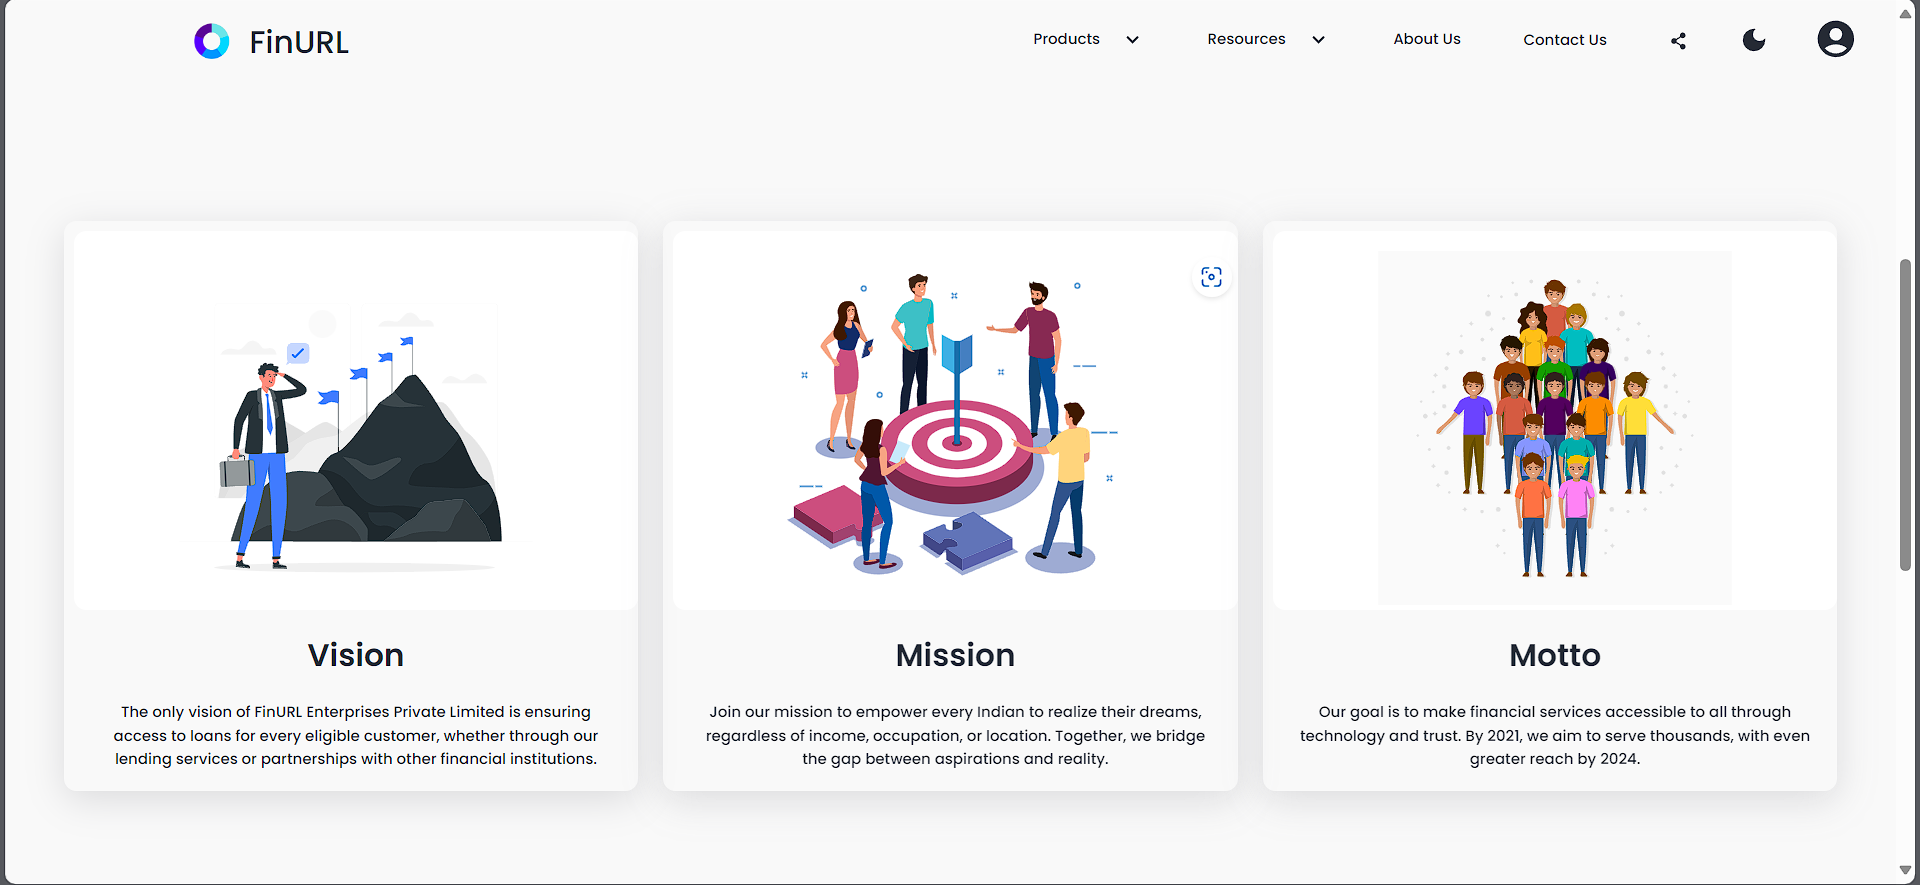 FinURL
Products
Resources
About Us
Contact Us
Vision
The only vision of FinURL Enterprises Private Limited is ensuring
access to loans for every eligible customer, whether through our
lending services or partnerships with other financial institutions.
Mission
Join our mission to empower every Indian to realize their dreams,
regardless of income, occupation, or location. Together, we bridge
the gap between aspirations and reality.
Motto
Our goal is to make financial services accessible to all through
technology and trust. By 2021, we aim to serve thousands, with even
greater reach by 2024.